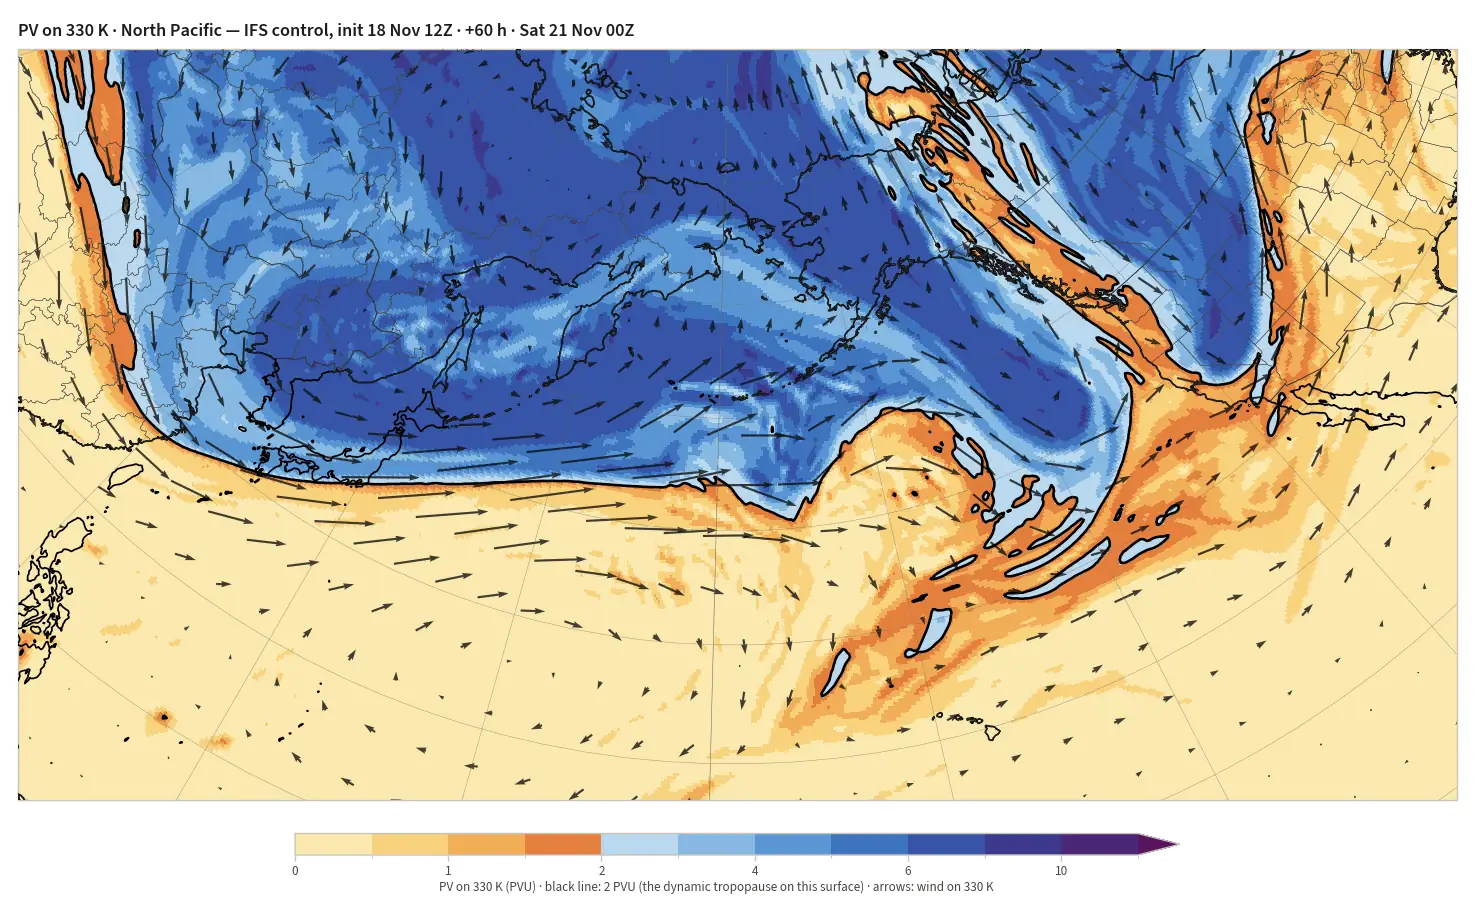 PV on 330 K · North Pacific — IFS control, init 18 Nov 12Z · +60 h · Sat 21 Nov 00Z
0 1 2 4 6 10
PV on 330 K (PVU) · black line: 2 PVU (the dynamic tropopause on this surface) · arrows: wind on 330 K